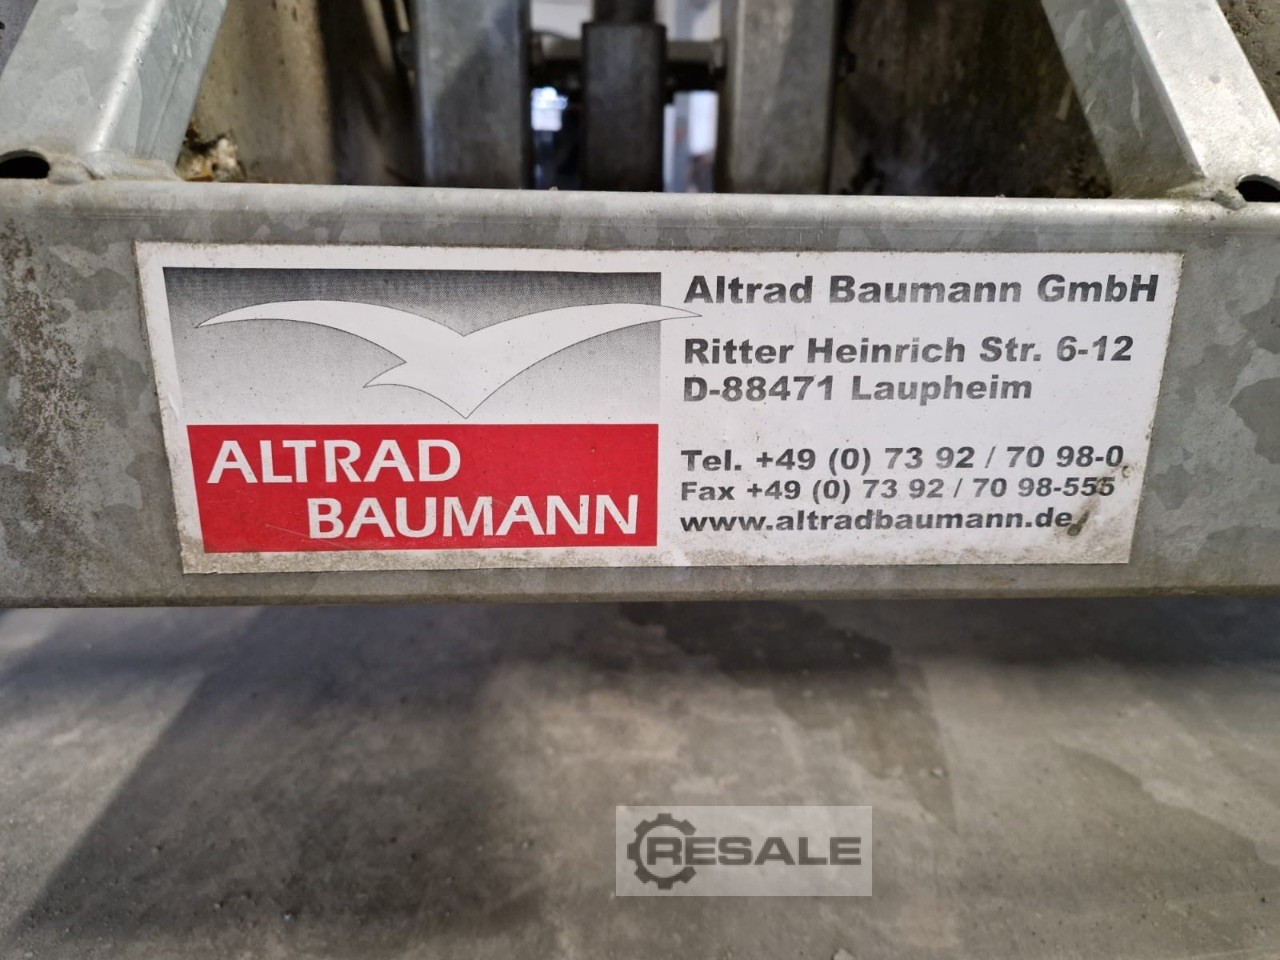 Altrad Baumann GmbH
Ritter Heinrich Str. 6-12
D-88471 Laupheim
Tel. +49 (0) 73 92 / 70 98-0
Fax +49 (0) 73 92 / 70 98-555
www.altradbaumann.de
ALTRAD
BAUMANN
RESALE